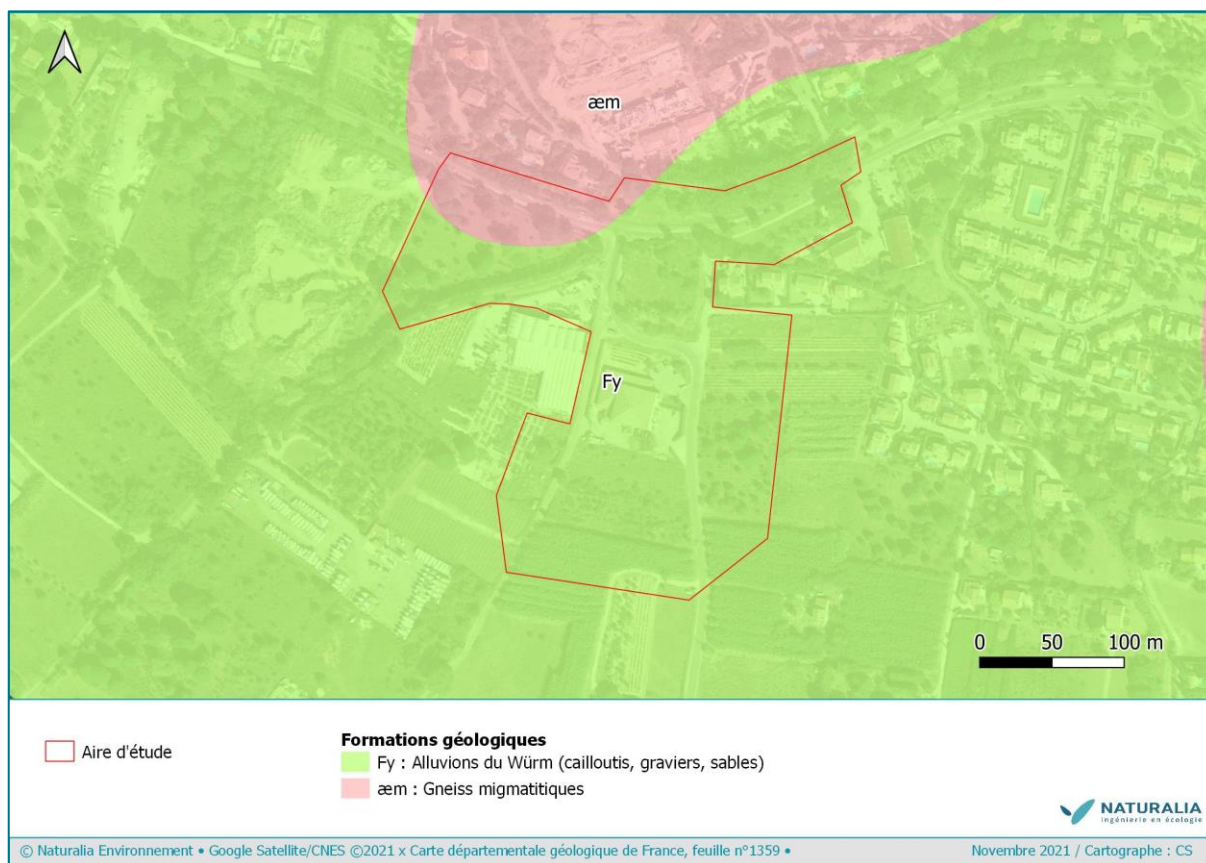 æm
Fy
0 50 100 m
Aire d'étude
Formations géologiques
Fy : Alluvions du Würm (cailloutis, graviers, sables)
æm : Gneiss migmatitiques
NATURALIA
ingénierie en écologie
© Naturalia Environnement • Google Satellite/CNES ©2021 x Carte départementale géologique de France, feuille n°1359 •
Novembre 2021 / Cartographe : CS